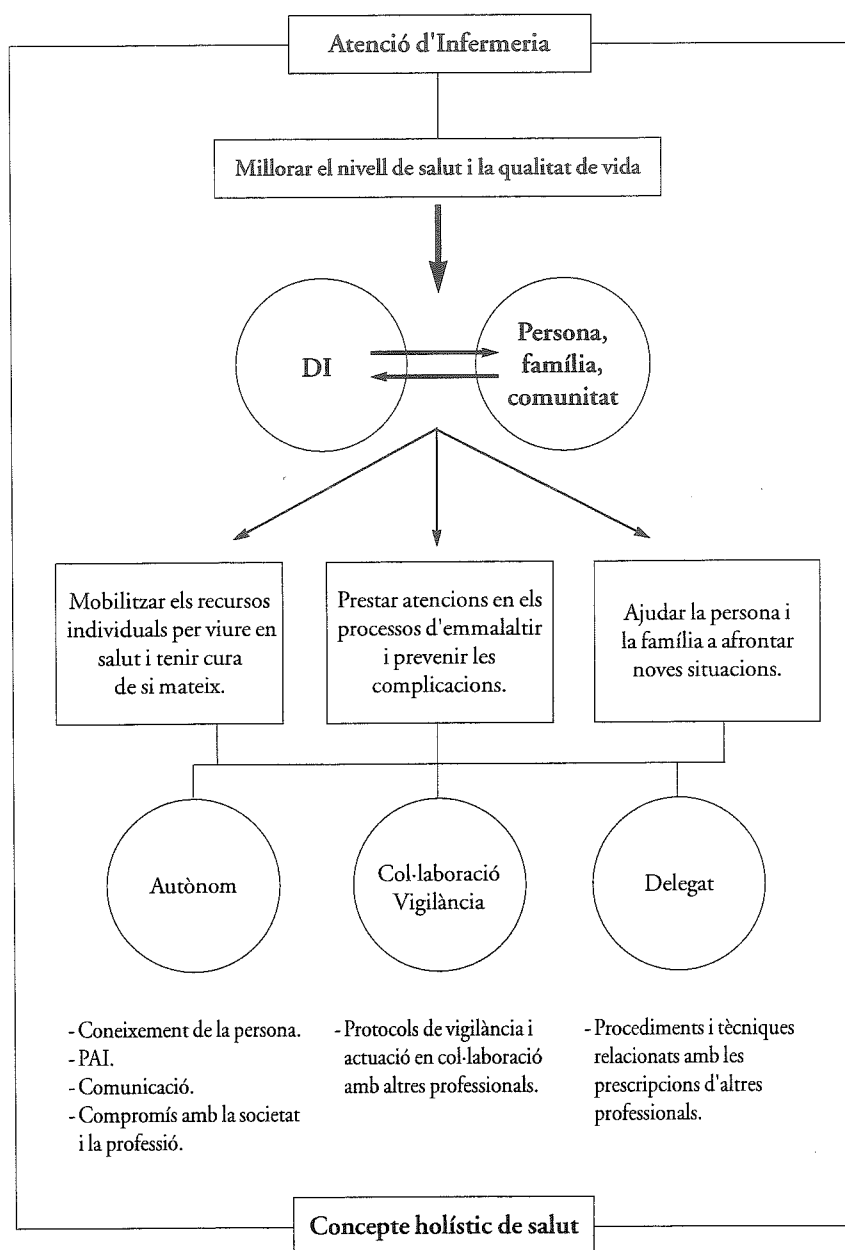 Atenció d'Infermeria
Millorar el nivell de salut i la qualitat de vida
DI
Persona,
família,
comunitat
Mobilitzar els recursos
individuals per viure en
salut i tenir cura
de si mateix.
Prestar atencions en els
processos d'emmalaltir
i prevenir les
complicacions.
Ajudar la persona i
la família a afrontar
noves situacions.
Autònom
Col·laboració
Vigilància
Delegat
- Coneixement de la persona.
- PAI.
- Comunicació.
- Compromís amb la societat
i la professió.
- Protocols de vigilància i
actuació en col·laboració
amb altres professionals.
- Procediments i tècniques
relacionats amb les
prescripcions d'altres
professionals.
Concepte holístic de salut